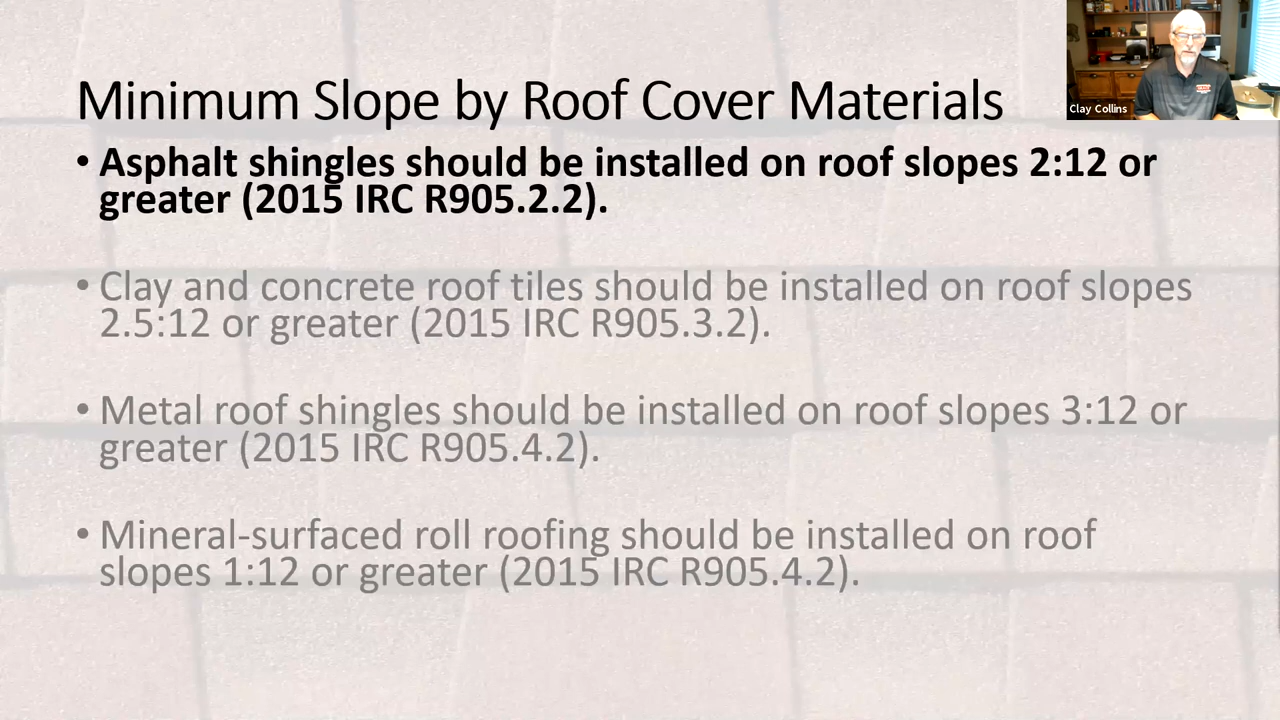 Minimum Slope by Roof Cover Materials
Clay Collins
• Asphalt shingles should be installed on roof slopes 2:12 or
greater (2015 IRC R905.2.2).
• Clay and concrete roof tiles should be installed on roof slopes
2.5:12 or greater (2015 IRC R905.3.2).
• Metal roof shingles should be installed on roof slopes 3:12 or
greater (2015 IRC R905.4.2).
• Mineral-surfaced roll roofing should be installed on roof
slopes 1:12 or greater (2015 IRC R905.4.2).